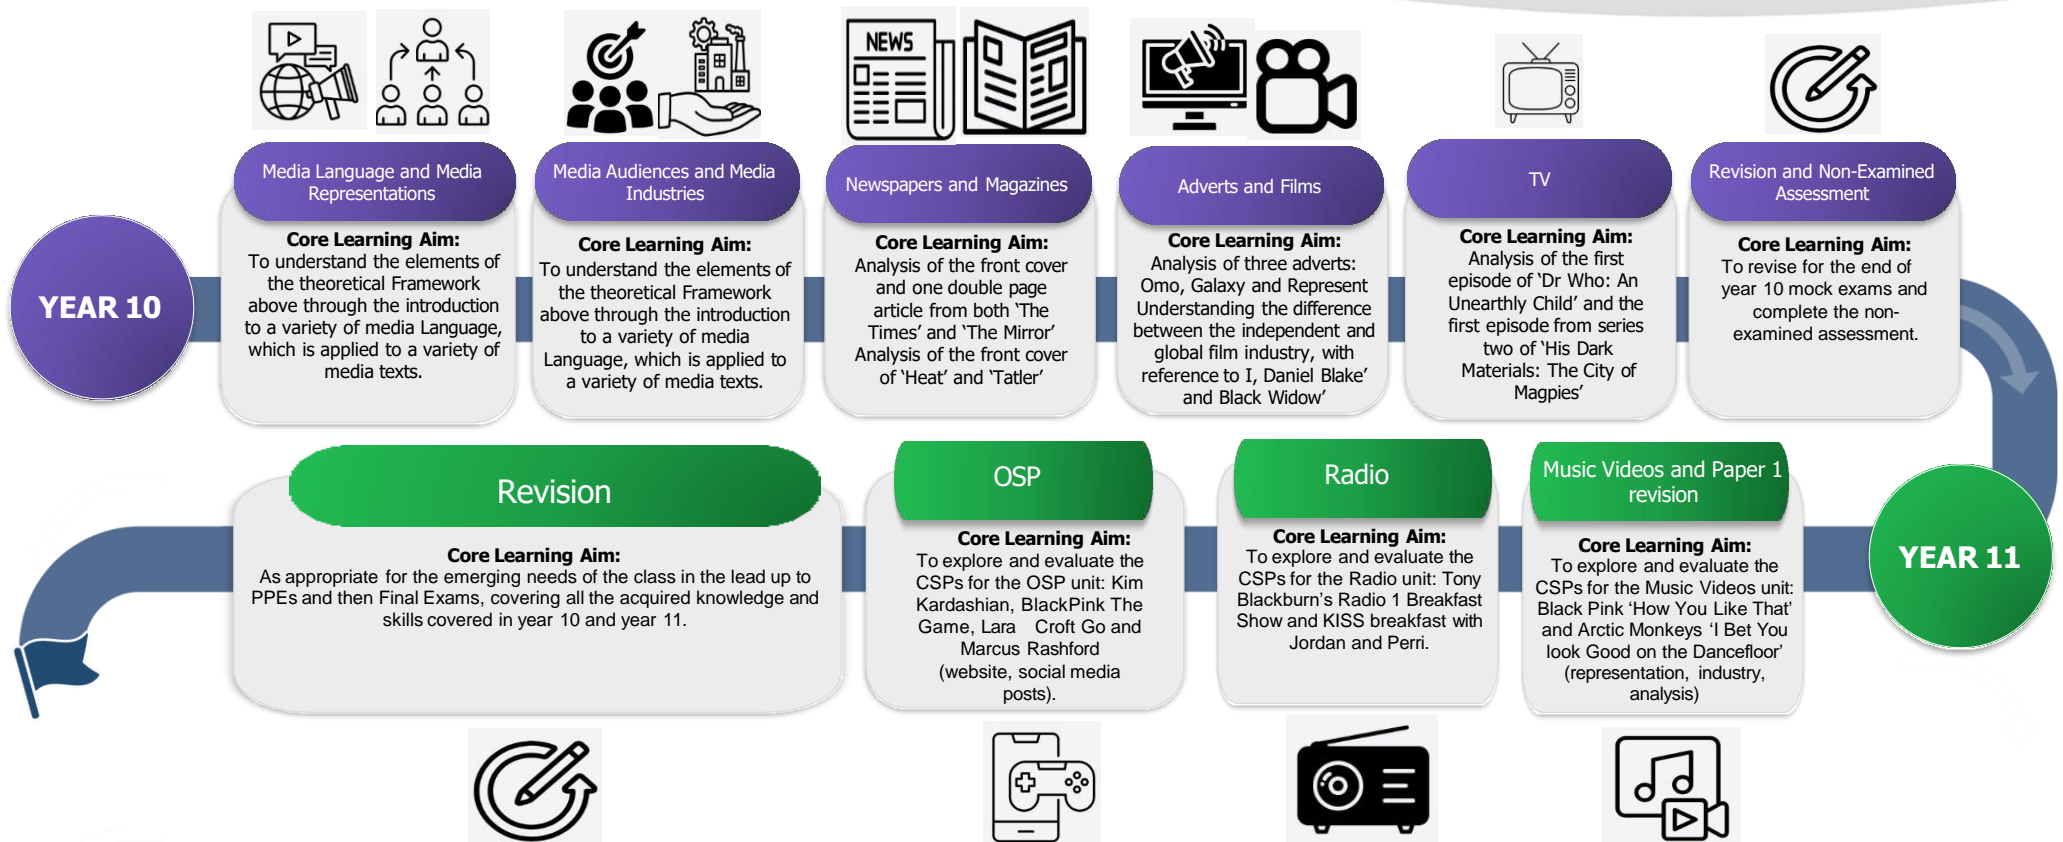 NEWS
Media Language and Media
Representations
Media Audiences and Media
Industries
Newspapers and Magazines
Adverts and Films
TV
Revision and Non-Examined
Assessment
YEAR 10
Core Learning Aim:
To understand the elements of
the theoretical Framework
above through the introduction
to a variety of media Language,
which is applied to a variety of
media texts.
Core Learning Aim:
To understand the elements of
the theoretical Framework
above through the introduction
to a variety of media
Language, which is applied to
a variety of media texts.
Core Learning Aim:
Analysis of the front cover
and one double page
article from both ‘The
Times’ and ‘The Mirror’
Analysis of the front cover
of ‘Heat’ and ‘Tatler’
Core Learning Aim:
Analysis of three adverts:
Omo, Galaxy and Represent
Understanding the difference
between the independent and
global film industry, with
reference to I, Daniel Blake’
and Black Widow’
Core Learning Aim:
Analysis of the first
episode of ‘Dr Who: An
Unearthly Child’ and the
first episode from series
two of ‘His Dark
Materials: The City of
Magpies’
Core Learning Aim:
To revise for the end of
year 10 mock exams and
complete the non-
examined assessment.
YEAR 11
Music Videos and Paper 1
revision
Core Learning Aim:
To explore and evaluate the
CSPs for the Music Videos unit:
Black Pink ‘How You Like That’
and Arctic Monkeys ‘I Bet You
look Good on the Dancefloor’
(representation, industry,
analysis)
Radio
Core Learning Aim:
To explore and evaluate the
CSPs for the Radio unit: Tony
Blackburn’s Radio 1 Breakfast
Show and KISS breakfast with
Jordan and Perri.
OSP
Core Learning Aim:
To explore and evaluate the
CSPs for the OSP unit: Kim
Kardashian, BlackPink The
Game, Lara Croft Go and
Marcus Rashford
(website, social media
posts).
Revision
Core Learning Aim:
As appropriate for the emerging needs of the class in the lead up to
PPEs and then Final Exams, covering all the acquired knowledge and
skills covered in year 10 and year 11.